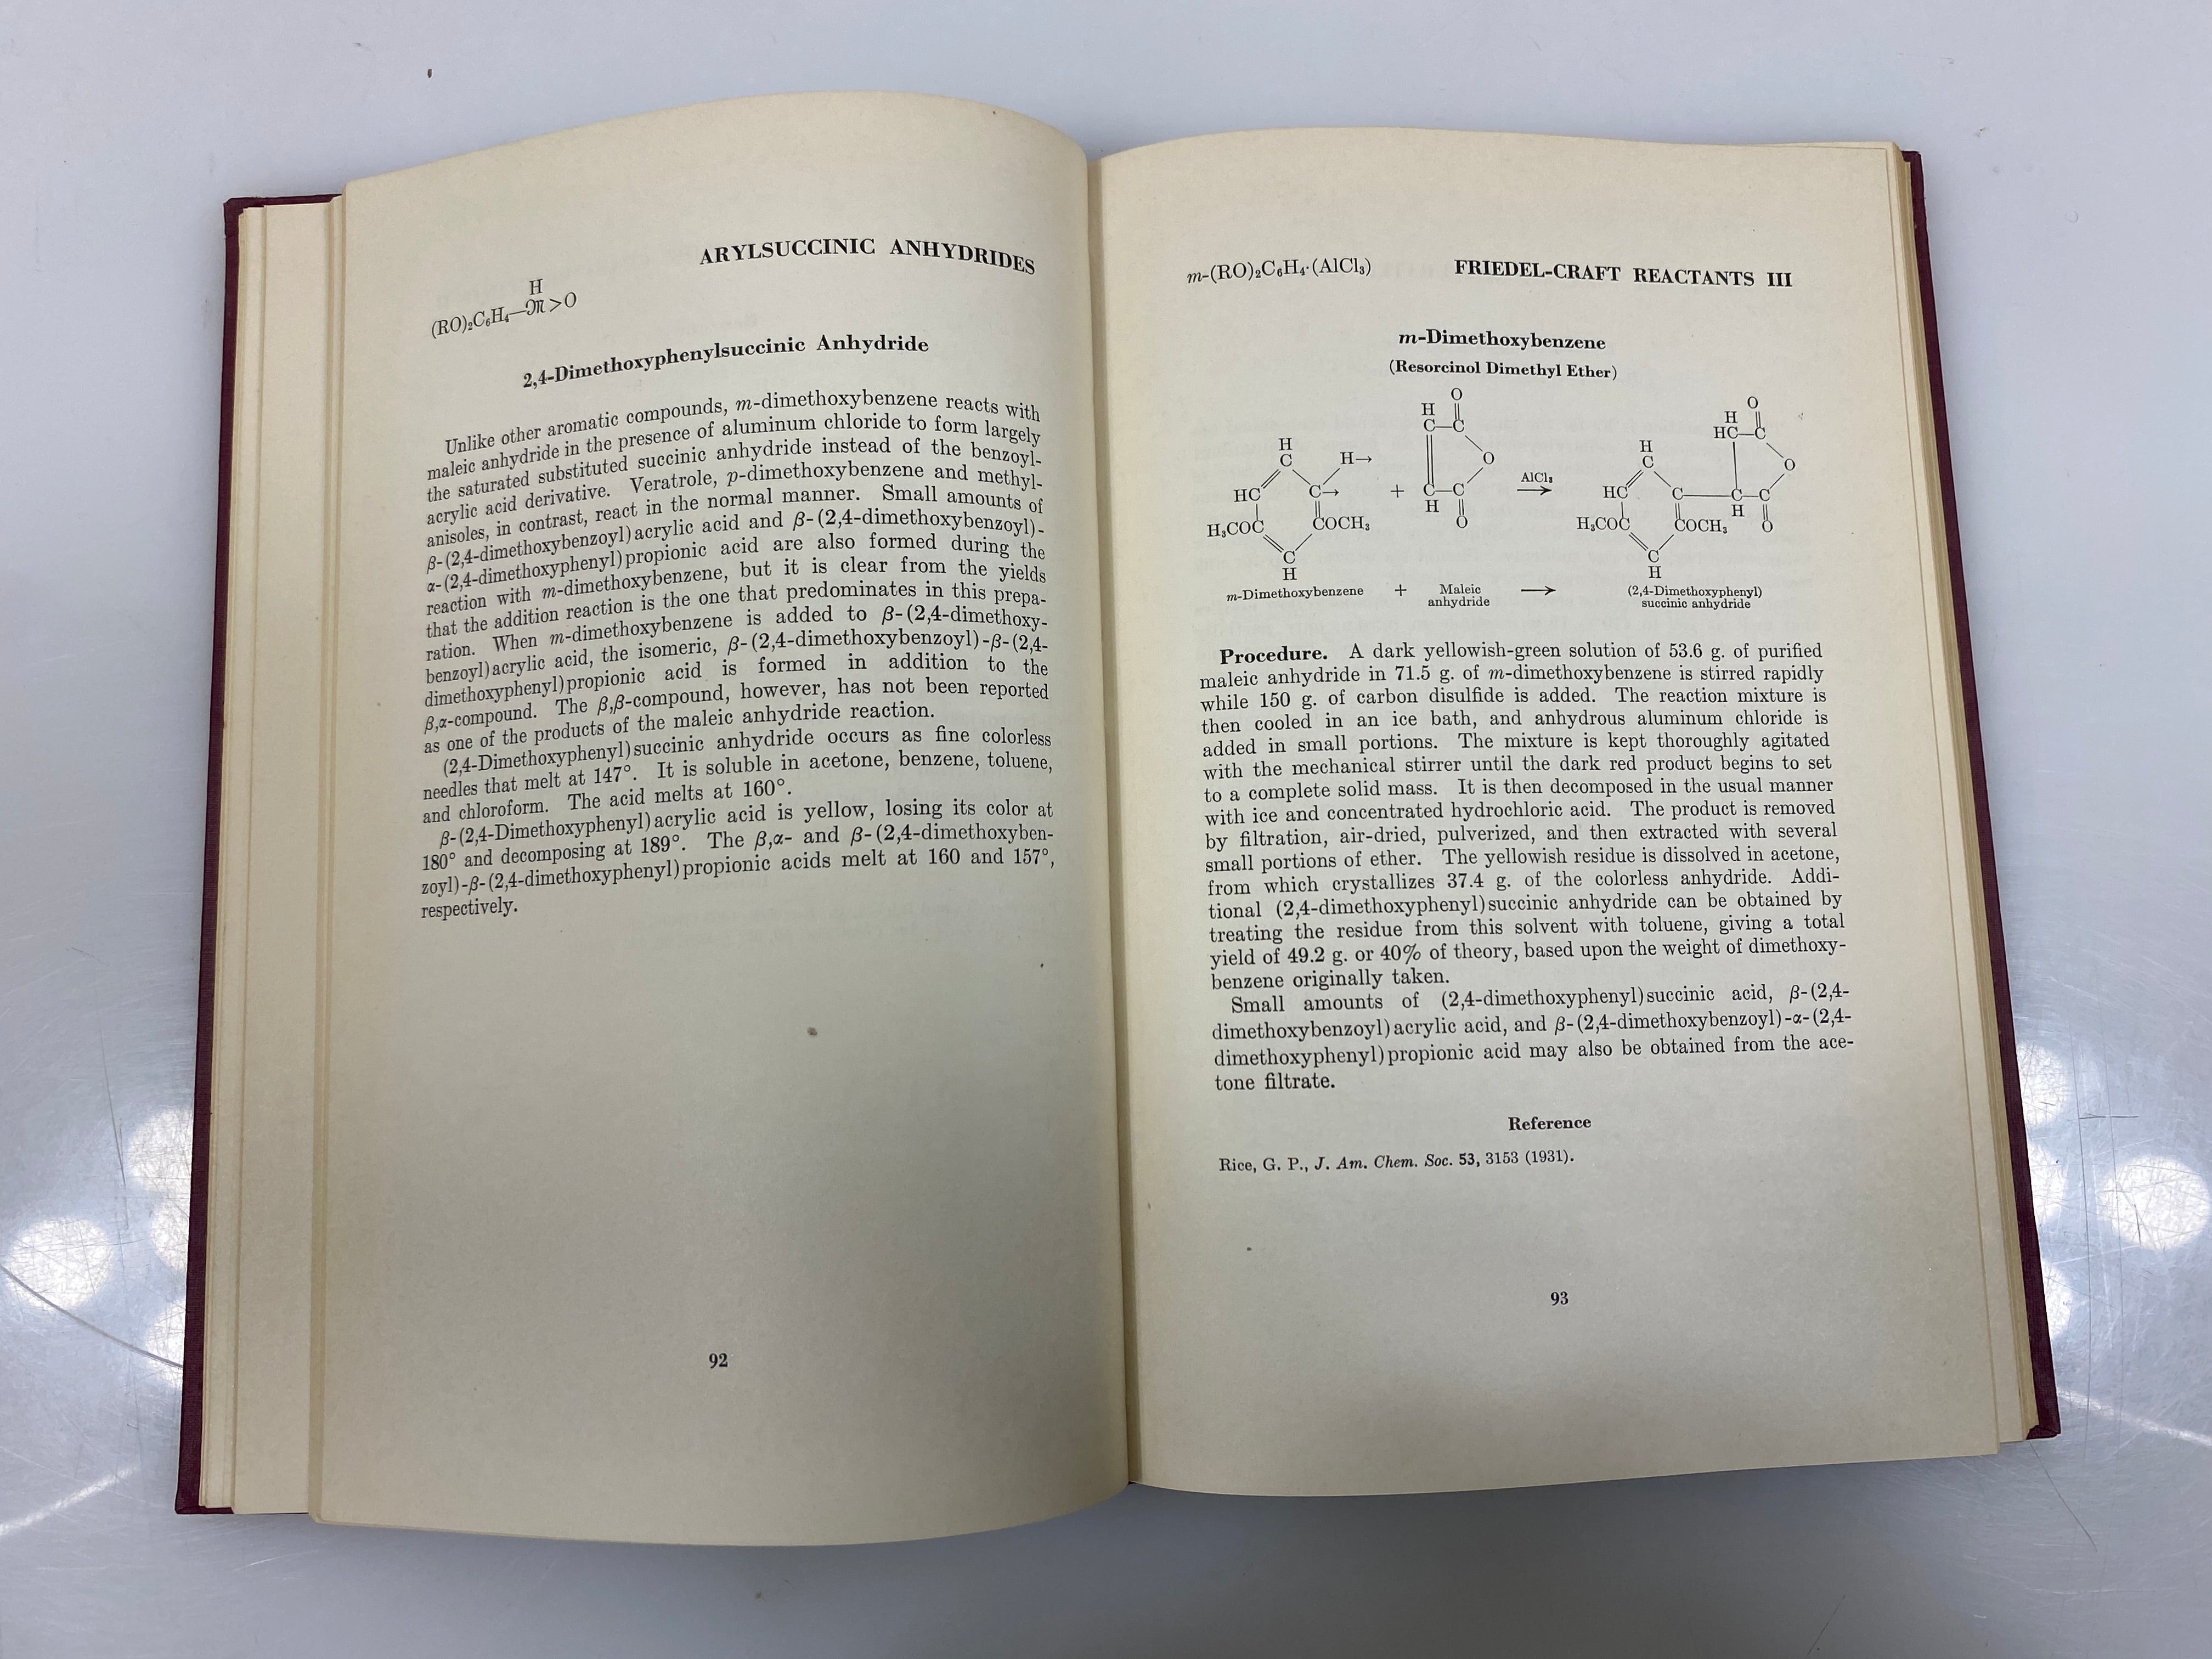 ARYLSUCCINIC ANHYDRIDES
H
(RO)₂C₆H₄—𝔐>O
2,4-Dimethoxyphenylsuccinic Anhydride
Unlike other aromatic compounds, m-dimethoxybenzene reacts with
maleic anhydride in the presence of aluminum chloride to form largely
the saturated substituted succinic anhydride instead of the benzoyl-
acrylic acid derivative. Veratrole, p-dimethoxybenzene and methyl-
anisoles, in contrast, react in the normal manner. Small amounts of
β-(2,4-dimethoxybenzoyl)acrylic acid and β-(2,4-dimethoxybenzoyl)-
α-(2,4-dimethoxyphenyl)propionic acid are also formed during the
reaction with m-dimethoxybenzene, but it is clear from the yields
that the addition reaction is the one that predominates in this prepa-
ration. When m-dimethoxybenzene is added to β-(2,4-dimethoxy-
benzoyl)acrylic acid, the isomeric, β-(2,4-dimethoxybenzoyl)-β-(2,4-
dimethoxyphenyl)propionic acid is formed in addition to the
β,α-compound. The β,β-compound, however, has not been reported
as one of the products of the maleic anhydride reaction.
(2,4-Dimethoxyphenyl)succinic anhydride occurs as fine colorless
needles that melt at 147°. It is soluble in acetone, benzene, toluene,
and chloroform. The acid melts at 160°.
β-(2,4-Dimethoxyphenyl)acrylic acid is yellow, losing its color at
180° and decomposing at 189°. The β,α- and β-(2,4-dimethoxyben-
zoyl)-β-(2,4-dimethoxyphenyl)propionic acids melt at 160 and 157°,
respectively.
92
m-(RO)₂C₆H₄·(AlCl₃) FRIEDEL-CRAFT REACTANTS III
m-Dimethoxybenzene
(Resorcinol Dimethyl Ether)
O O
H H
C—C HC—C
H H→ H
C O C O
HC C→ + C—C AlCl₃ → HC C C—C
H H
H₃COC COCH₃ O H₃COC COCH₃ O
C C
H H
m-Dimethoxybenzene + Maleic → (2,4-Dimethoxyphenyl)
anhydride succinic anhydride
Procedure. A dark yellowish-green solution of 53.6 g. of purified
maleic anhydride in 71.5 g. of m-dimethoxybenzene is stirred rapidly
while 150 g. of carbon disulfide is added. The reaction mixture is
then cooled in an ice bath, and anhydrous aluminum chloride is
added in small portions. The mixture is kept thoroughly agitated
with the mechanical stirrer until the dark red product begins to set
to a complete solid mass. It is then decomposed in the usual manner
with ice and concentrated hydrochloric acid. The product is removed
by filtration, air-dried, pulverized, and then extracted with several
small portions of ether. The yellowish residue is dissolved in acetone,
from which crystallizes 37.4 g. of the colorless anhydride. Addi-
tional (2,4-dimethoxyphenyl)succinic anhydride can be obtained by
treating the residue from this solvent with toluene, giving a total
yield of 49.2 g. or 40% of theory, based upon the weight of dimethoxy-
benzene originally taken.
Small amounts of (2,4-dimethoxyphenyl)succinic acid, β-(2,4-
dimethoxybenzoyl)acrylic acid, and β-(2,4-dimethoxybenzoyl)-α-(2,4-
dimethoxyphenyl)propionic acid may also be obtained from the ace-
tone filtrate.
Reference
Rice, G. P., J. Am. Chem. Soc. 53, 3153 (1931).
93